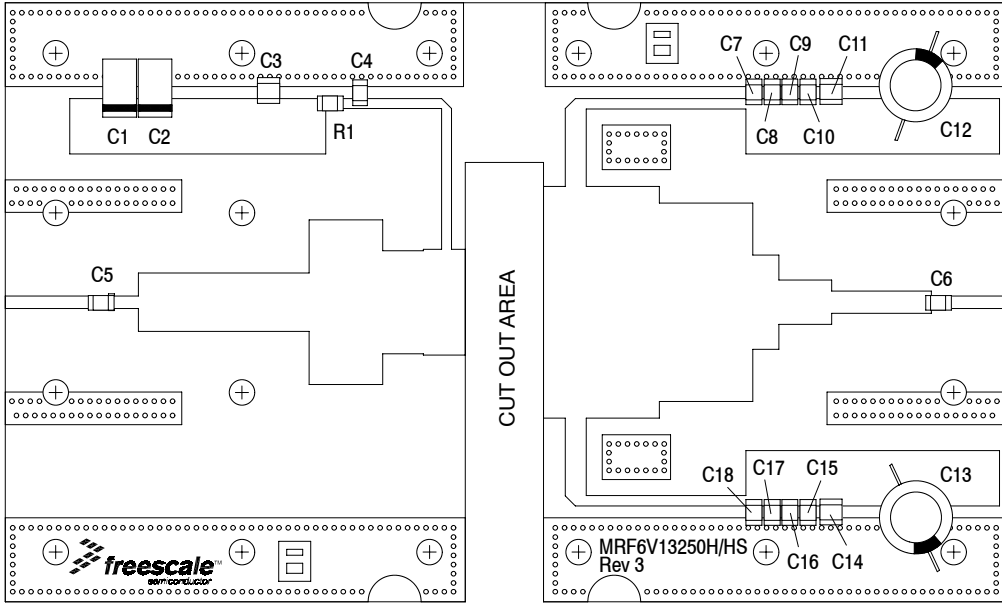 C3
C4
C1
C2
R1
C7
C9
C11
C8
C10
C12
C5
C6
CUT OUT AREA
C18
C17
C15
C13
C16
C14
freescale™
semiconductor
MRF6V13250H/HS
Rev 3